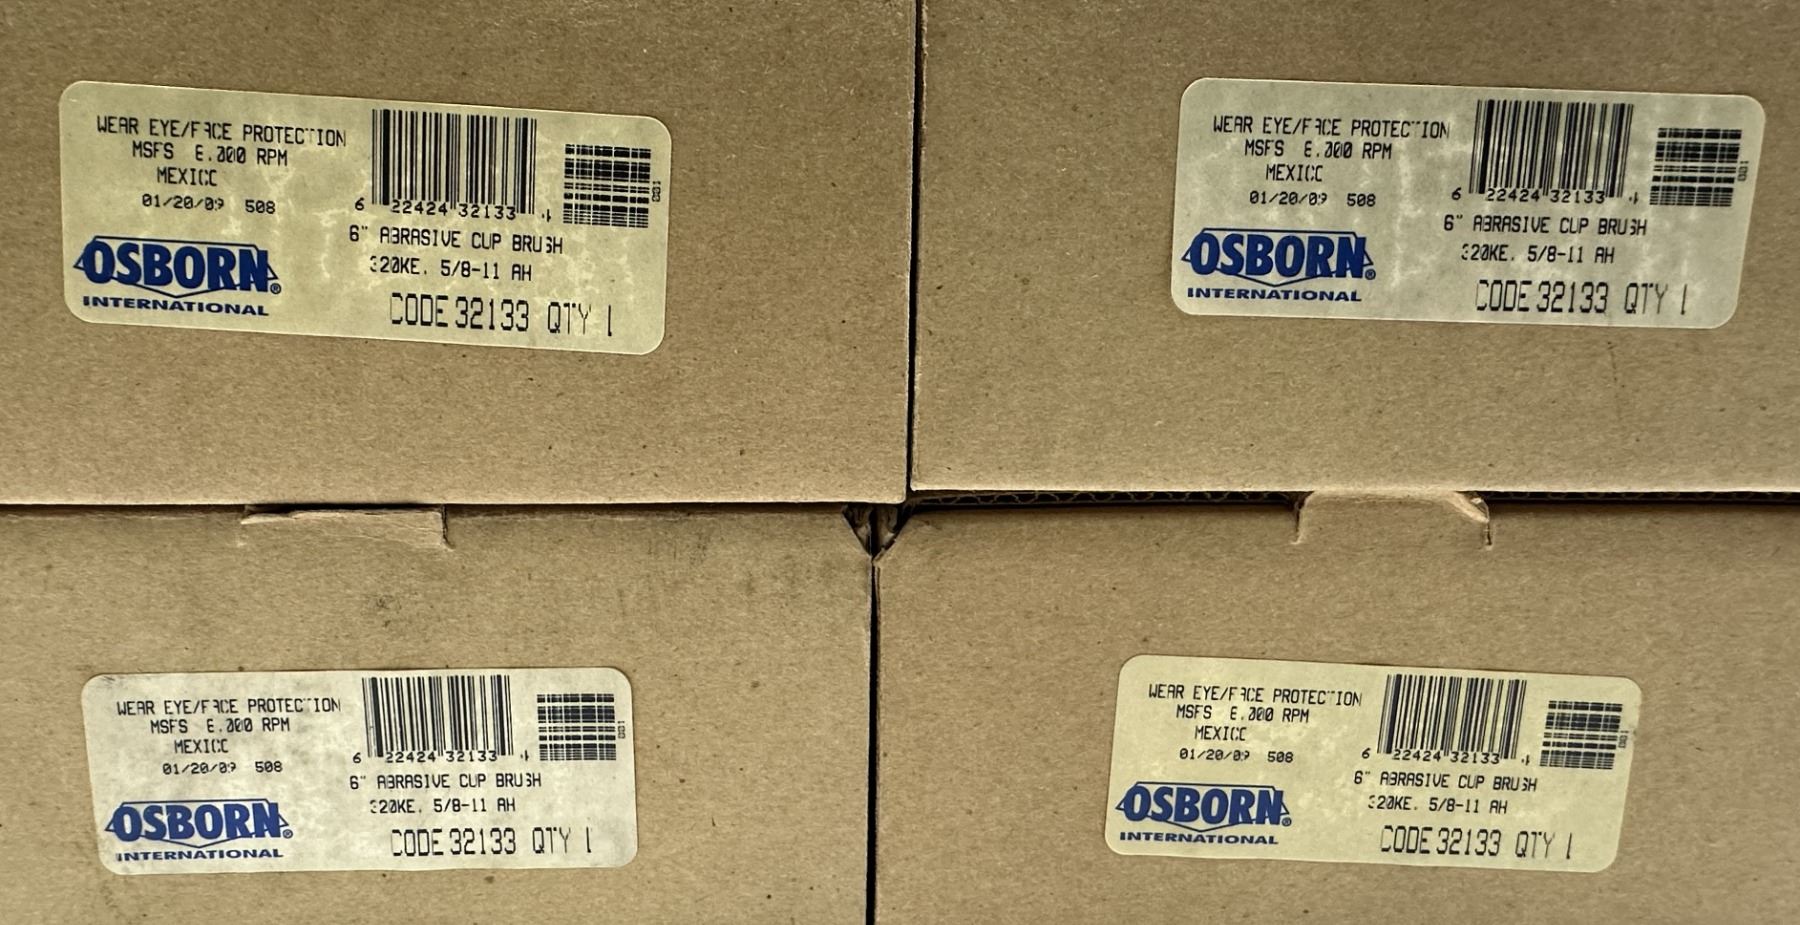 WEAR EYE/FACE PROTECTION
MSFS 6,000 RPM
MEXICO
01/20/09 508
OSBORN®
INTERNATIONAL
6 22424 32133 4
001
6" ABRASIVE CUP BRUSH
320KE. 5/8-11 AH
CODE 32133 QTY 1
WEAR EYE/FACE PROTECTION
MSFS 6,000 RPM
MEXICO
01/20/09 508
OSBORN®
INTERNATIONAL
6 22424 32133 4
001
6" ABRASIVE CUP BRUSH
320KE. 5/8-11 AH
CODE 32133 QTY 1
WEAR EYE/FACE PROTECTION
MSFS 6,000 RPM
MEXICO
01/20/09 508
OSBORN®
INTERNATIONAL
6 22424 32133 4
001
6" ABRASIVE CUP BRUSH
320KE. 5/8-11 AH
CODE 32133 QTY 1
WEAR EYE/FACE PROTECTION
MSFS 6,000 RPM
MEXICO
01/20/09 508
OSBORN®
INTERNATIONAL
6 22424 32133 4
001
6" ABRASIVE CUP BRUSH
320KE. 5/8-11 AH
CODE 32133 QTY 1